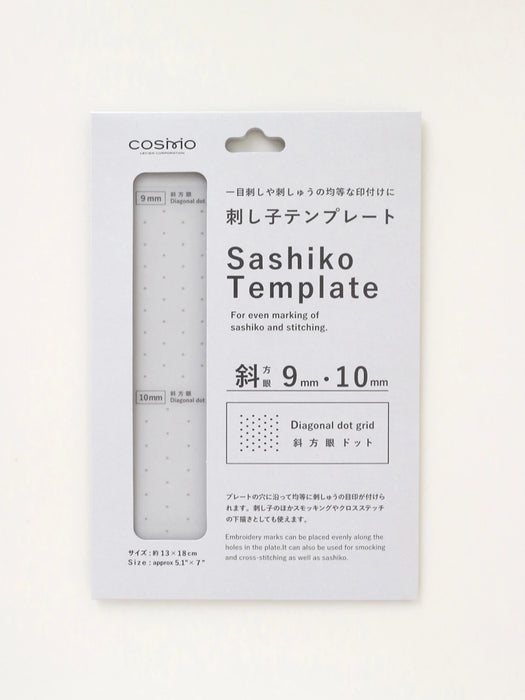 COSMO
LECIEN CORPORATION
9mm 斜方眼
Diagonal dot
10mm 斜方眼
Diagonal dot
サイズ：約13×18cm
Size：approx 5.1"×7"
一目刺しや刺しゅうの均等な印付けに
刺し子テンプレート
Sashiko
Template
For even marking of
sashiko and stitching.
斜方眼 9mm・10mm
Diagonal dot grid
斜方眼ドット
プレートの穴に沿って均等に刺しゅうの目印が付けら
れます。刺し子のほかスモッキングやクロスステッチ
の下描きとしても使えます。
Embroidery marks can be placed evenly along the
holes in the plate.It can also be used for smocking
and cross-stitching as well as sashiko.